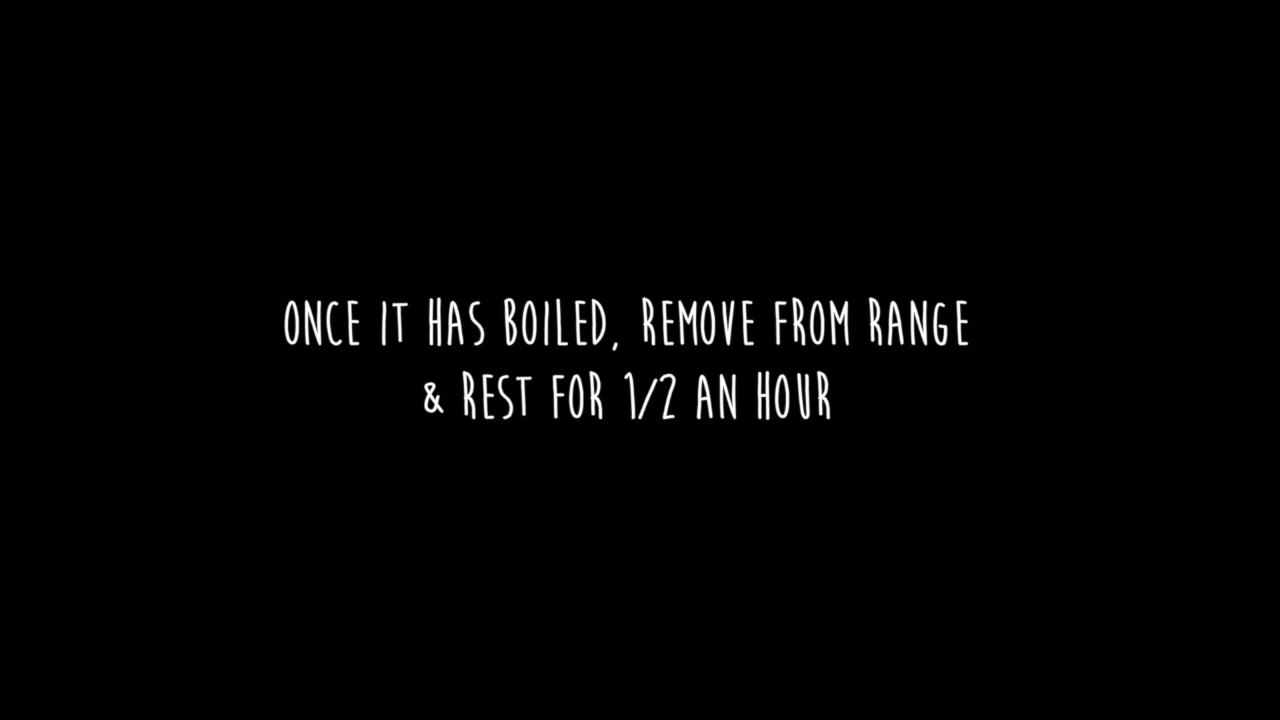 ONCE IT HAS BOILED, REMOVE FROM RANGE
& REST FOR 1/2 AN HOUR